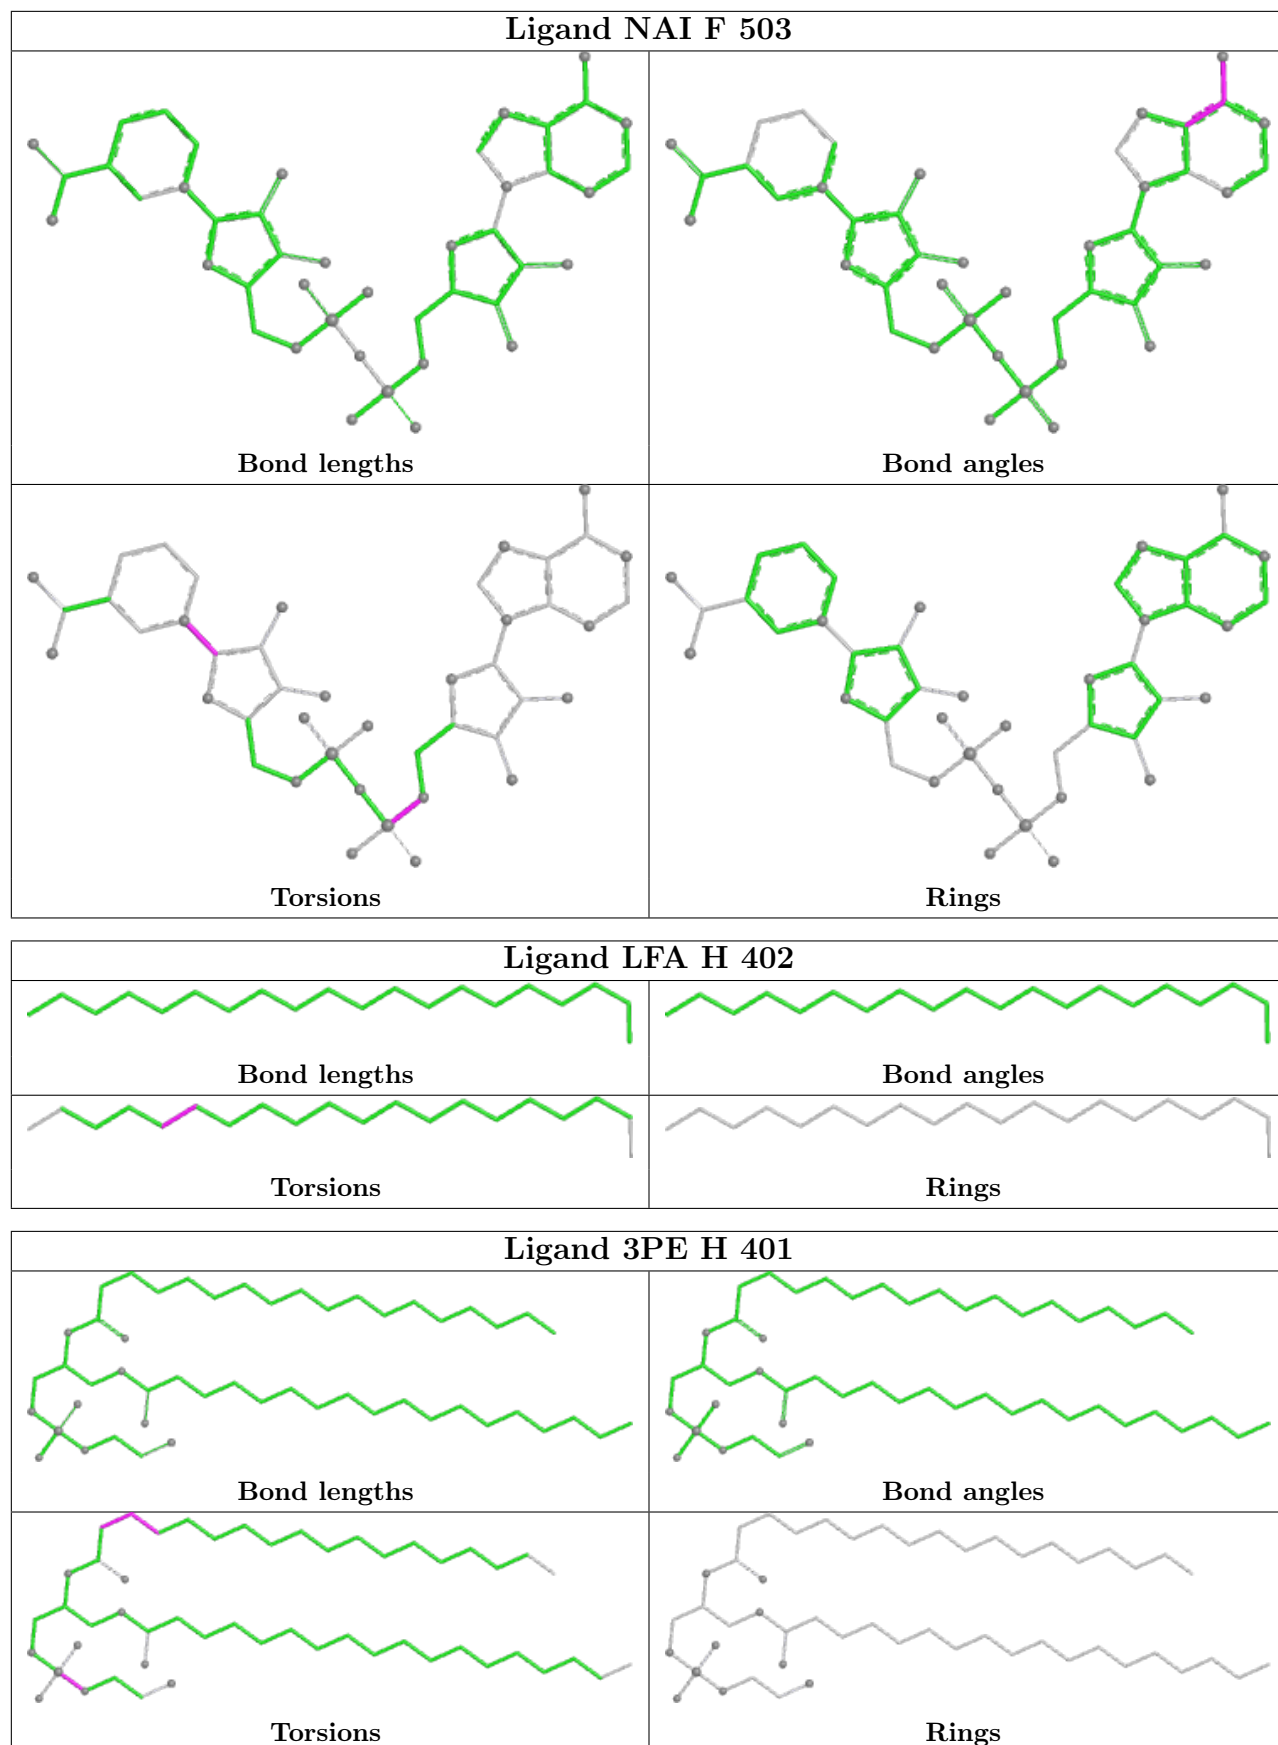 Ligand NAI F 503
Bond lengths
Bond angles
Torsions
Rings
Ligand LFA H 402
Bond lengths
Bond angles
Torsions
Rings
Ligand 3PE H 401
Bond lengths
Bond angles
Torsions
Rings